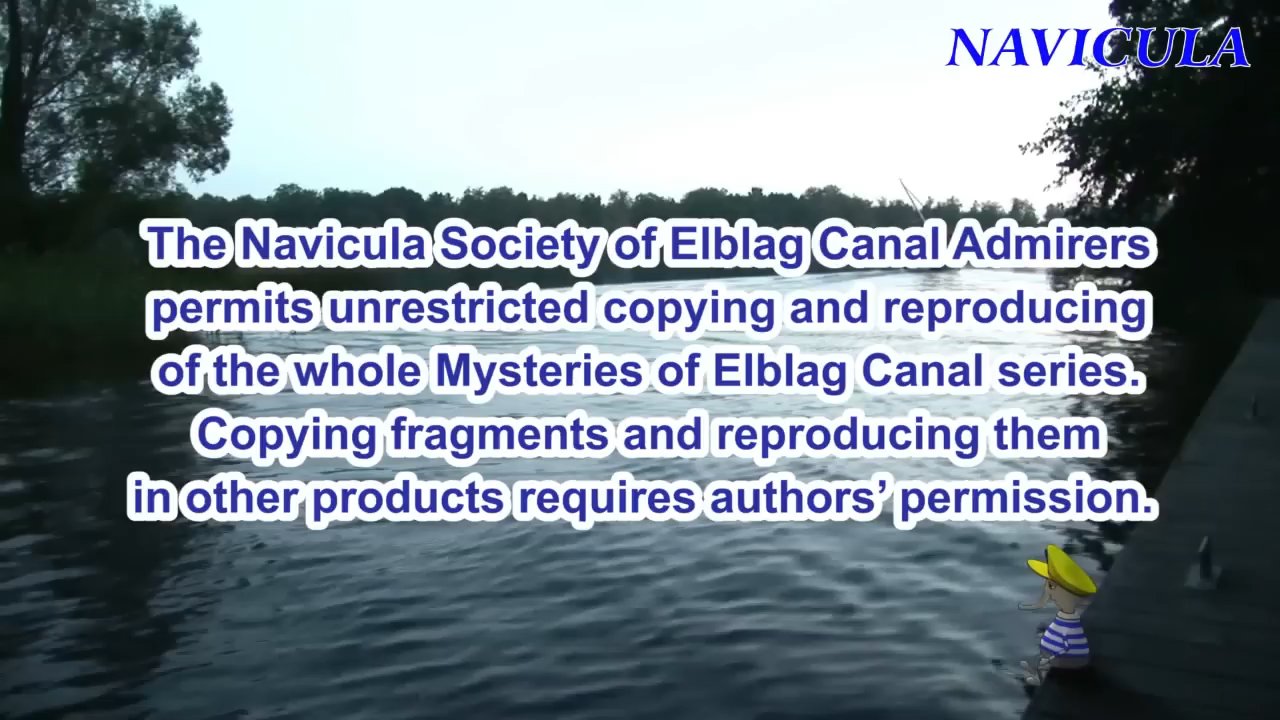 NAVICULA
The Navicula Society of Elblag Canal Admirers
permits unrestricted copying and reproducing
of the whole Mysteries of Elblag Canal series.
Copying fragments and reproducing them
in other products requires authors’ permission.